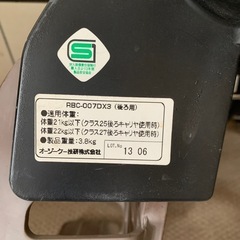 RBC-007DX3（後ろ用）
●適用体重：
体重21kg以下（クラス25後ろキャリヤ使用時）
体重22kg以下（クラス27後ろキャリヤ使用時）
●製品重量：3.8kg
オージーケー技研株式会社
LOT.No
13 06